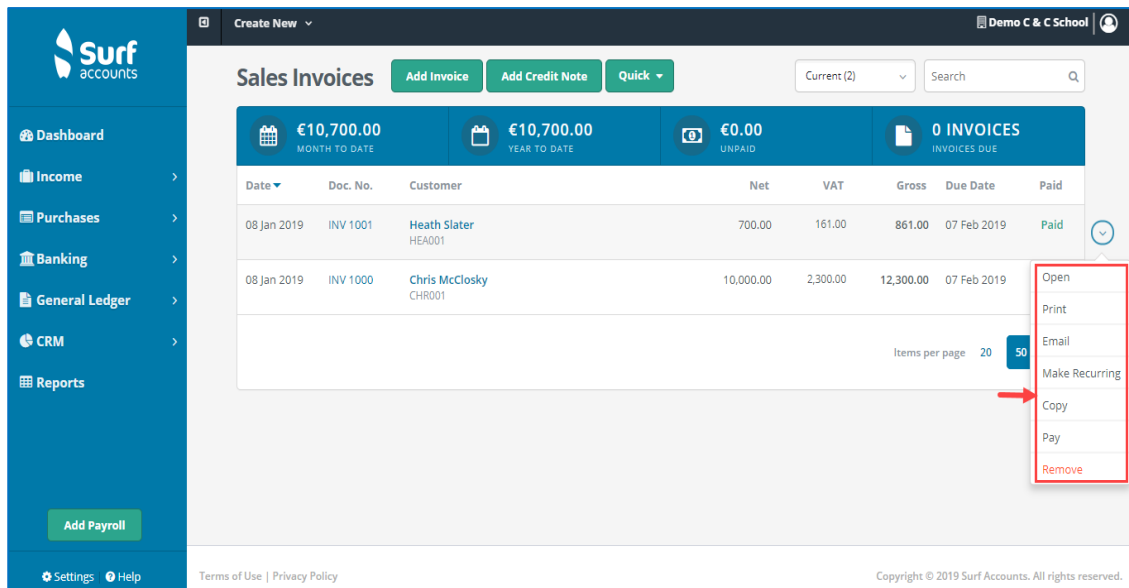 Surf
accounts
Create New
Demo C & C School
Sales Invoices
Add Invoice
Add Credit Note
Quick
Current (2)
Search
Dashboard
Income
Purchases
Banking
General Ledger
CRM
Reports
Add Payroll
Settings
Help
€10,700.00
MONTH TO DATE
€10,700.00
YEAR TO DATE
€0.00
UNPAID
0 INVOICES
INVOICES DUE
Date Doc. No. Customer Net VAT Gross Due Date Paid
08 Jan 2019 INV 1001 Heath Slater 700.00 161.00 861.00 07 Feb 2019 Paid
HEA001
08 Jan 2019 INV 1000 Chris McClosky 10,000.00 2,300.00 12,300.00 07 Feb 2019
CHR001
Items per page 20 50
Open
Print
Email
Make Recurring
Copy
Pay
Remove
Terms of Use | Privacy Policy
Copyright © 2019 Surf Accounts. All rights reserved.